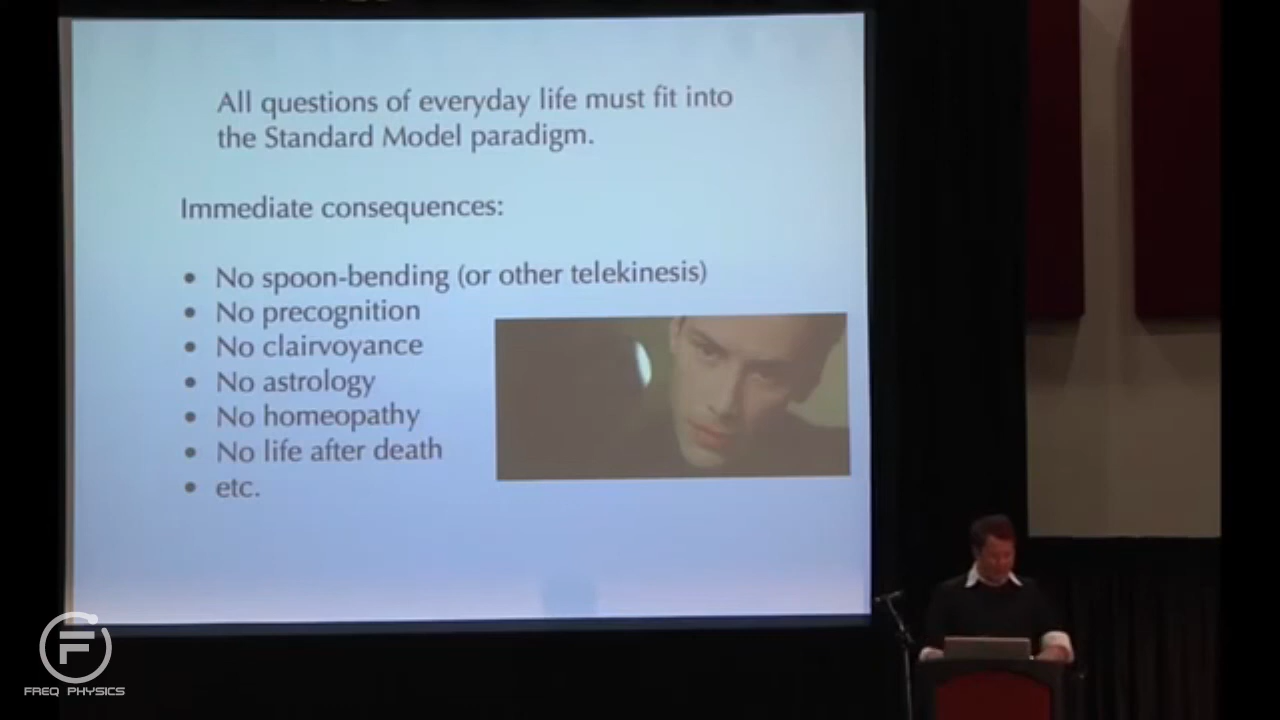 All questions of everyday life must fit into
the Standard Model paradigm.
Immediate consequences:
• No spoon-bending (or other telekinesis)
• No precognition
• No clairvoyance
• No astrology
• No homeopathy
• No life after death
• etc.
F
FREQ PHYSICS